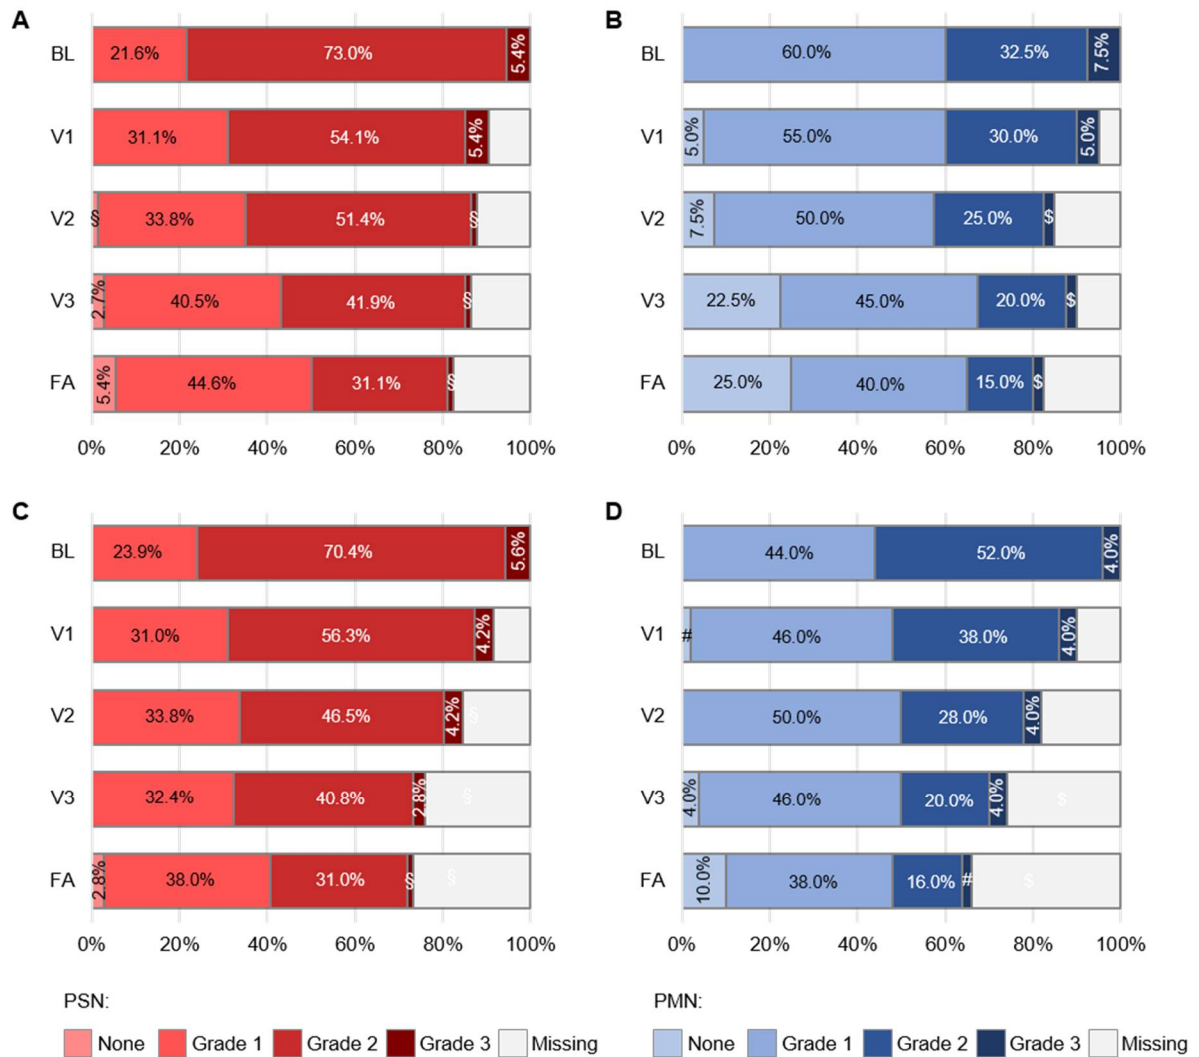 A
BL
21.6%
73.0%
5.4%
V1
31.1%
54.1%
5.4%
V2
§
33.8%
51.4%
§
V3
2.7%
40.5%
41.9%
§
FA
5.4%
44.6%
31.1%
§
0% 20% 40% 60% 80% 100%
B
BL
60.0%
32.5%
7.5%
V1
5.0%
55.0%
30.0%
5.0%
V2
7.5%
50.0%
25.0%
$
V3
22.5%
45.0%
20.0%
$
FA
25.0%
40.0%
15.0%
$
0% 20% 40% 60% 80% 100%
C
BL
23.9%
70.4%
5.6%
V1
31.0%
56.3%
4.2%
V2
33.8%
46.5%
4.2%
§
V3
32.4%
40.8%
2.8%
§
FA
2.8%
38.0%
31.0%
§
§
0% 20% 40% 60% 80% 100%
D
BL
44.0%
52.0%
4.0%
V1
#
46.0%
38.0%
4.0%
V2
50.0%
28.0%
4.0%
V3
4.0%
46.0%
20.0%
4.0%
$
FA
10.0%
38.0%
16.0%
#
$
0% 20% 40% 60% 80% 100%
PSN:
None Grade 1 Grade 2 Grade 3 Missing
PMN:
None Grade 1 Grade 2 Grade 3 Missing